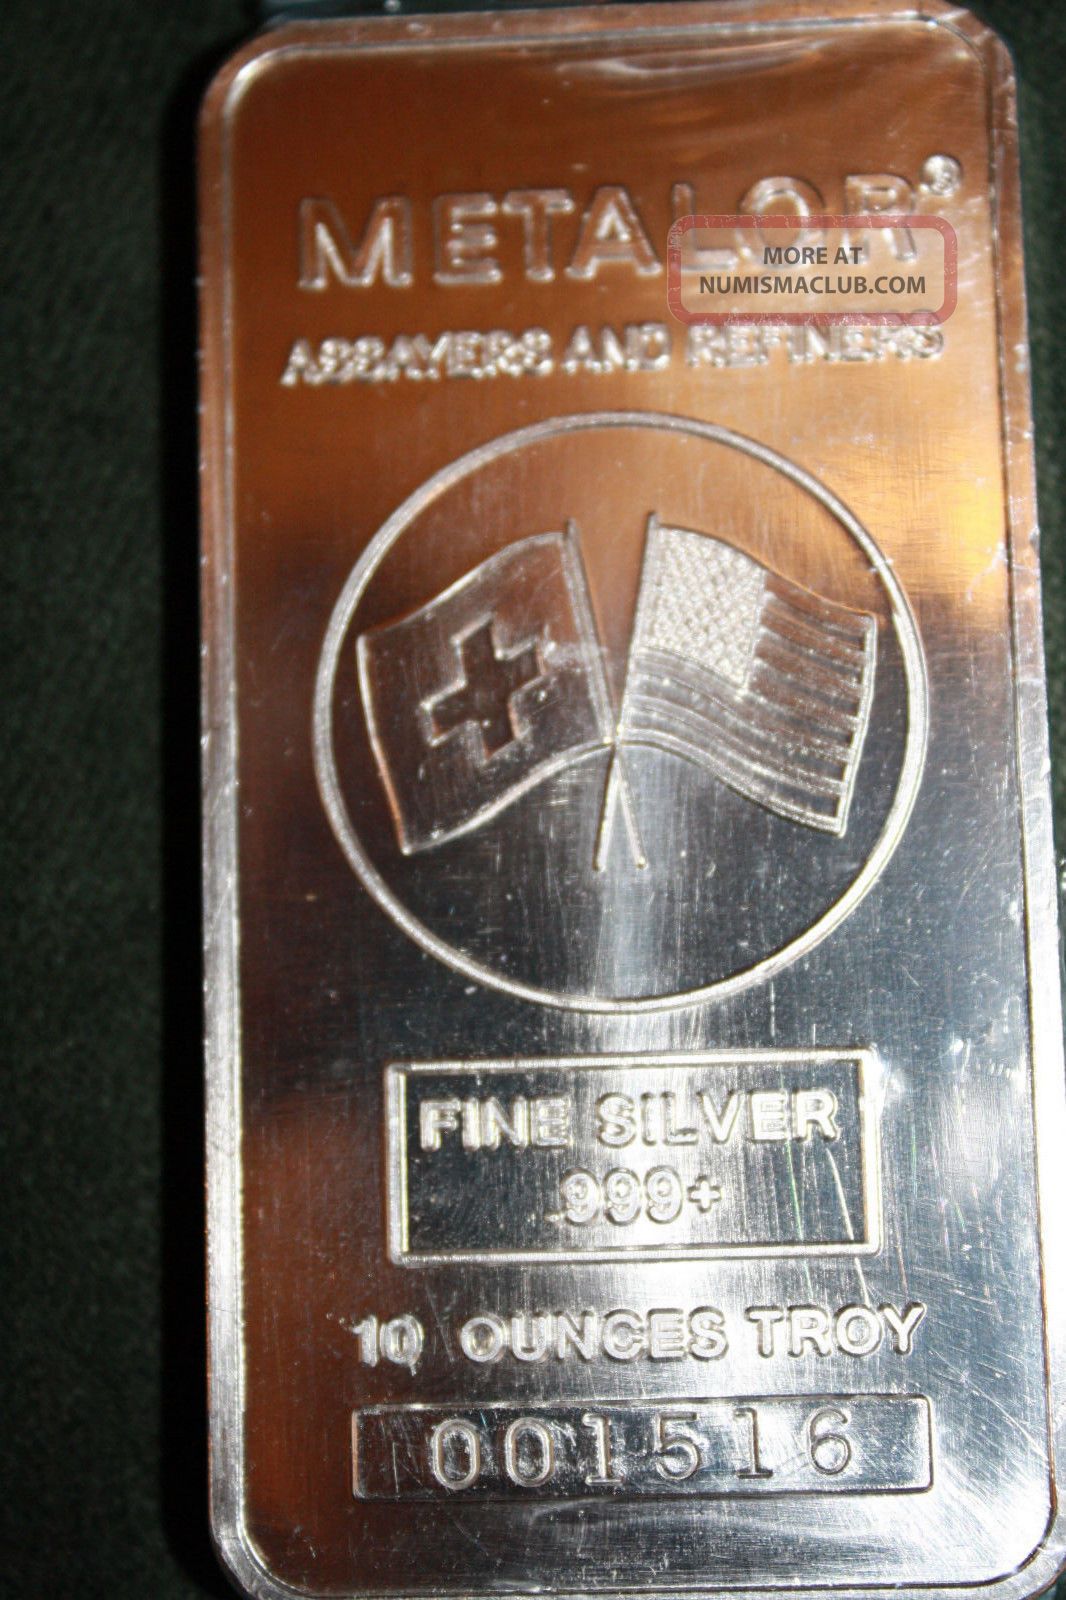 METALOR®
MORE AT
NUMISMACLUB.COM
ASSAYERS AND REFINERS
FINE SILVER
.999+
10 OUNCES TROY
001516